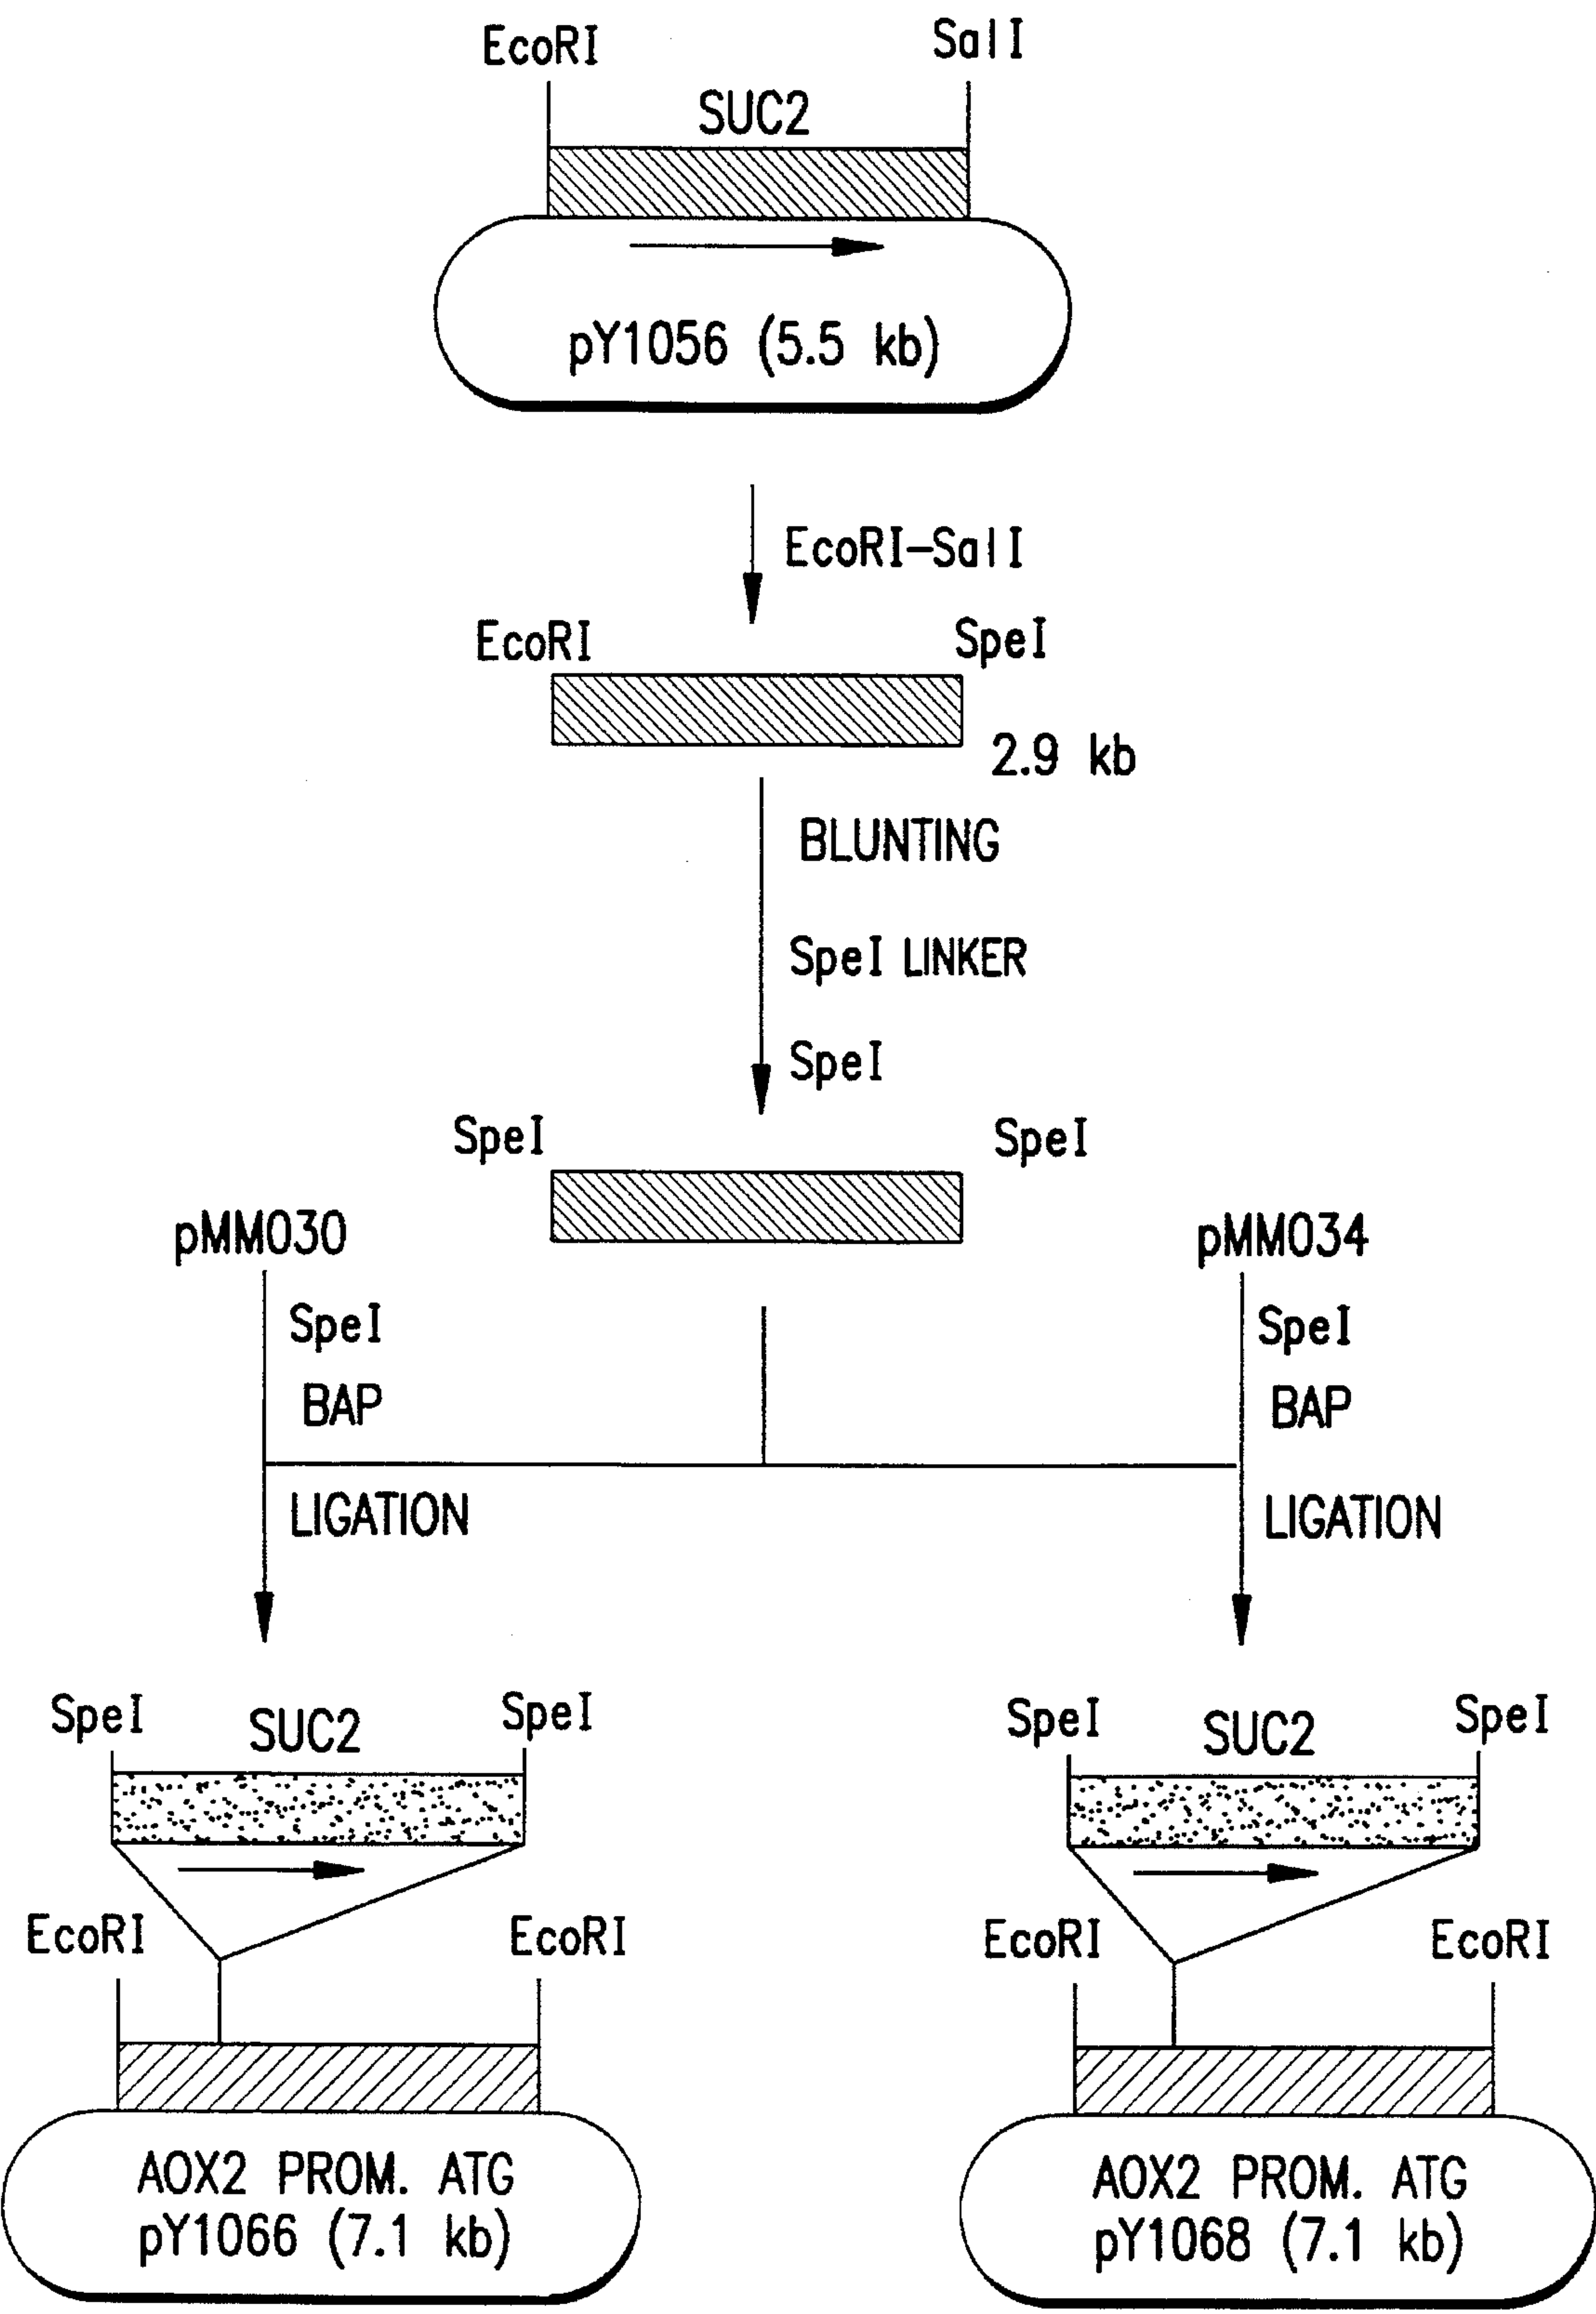 EcoRI SalI
SUC2
pY1056 (5.5 kb)
EcoRI-SalI
EcoRI SpeI
2.9 kb
BLUNTING
SpeI LINKER
SpeI
SpeI SpeI
pMM030 pMM034
SpeI SpeI
BAP BAP
LIGATION LIGATION
SpeI SUC2 SpeI SpeI SUC2 SpeI
EcoRI EcoRI EcoRI EcoRI
AOX2 PROM. ATG AOX2 PROM. ATG
pY1066 (7.1 kb) pY1068 (7.1 kb)